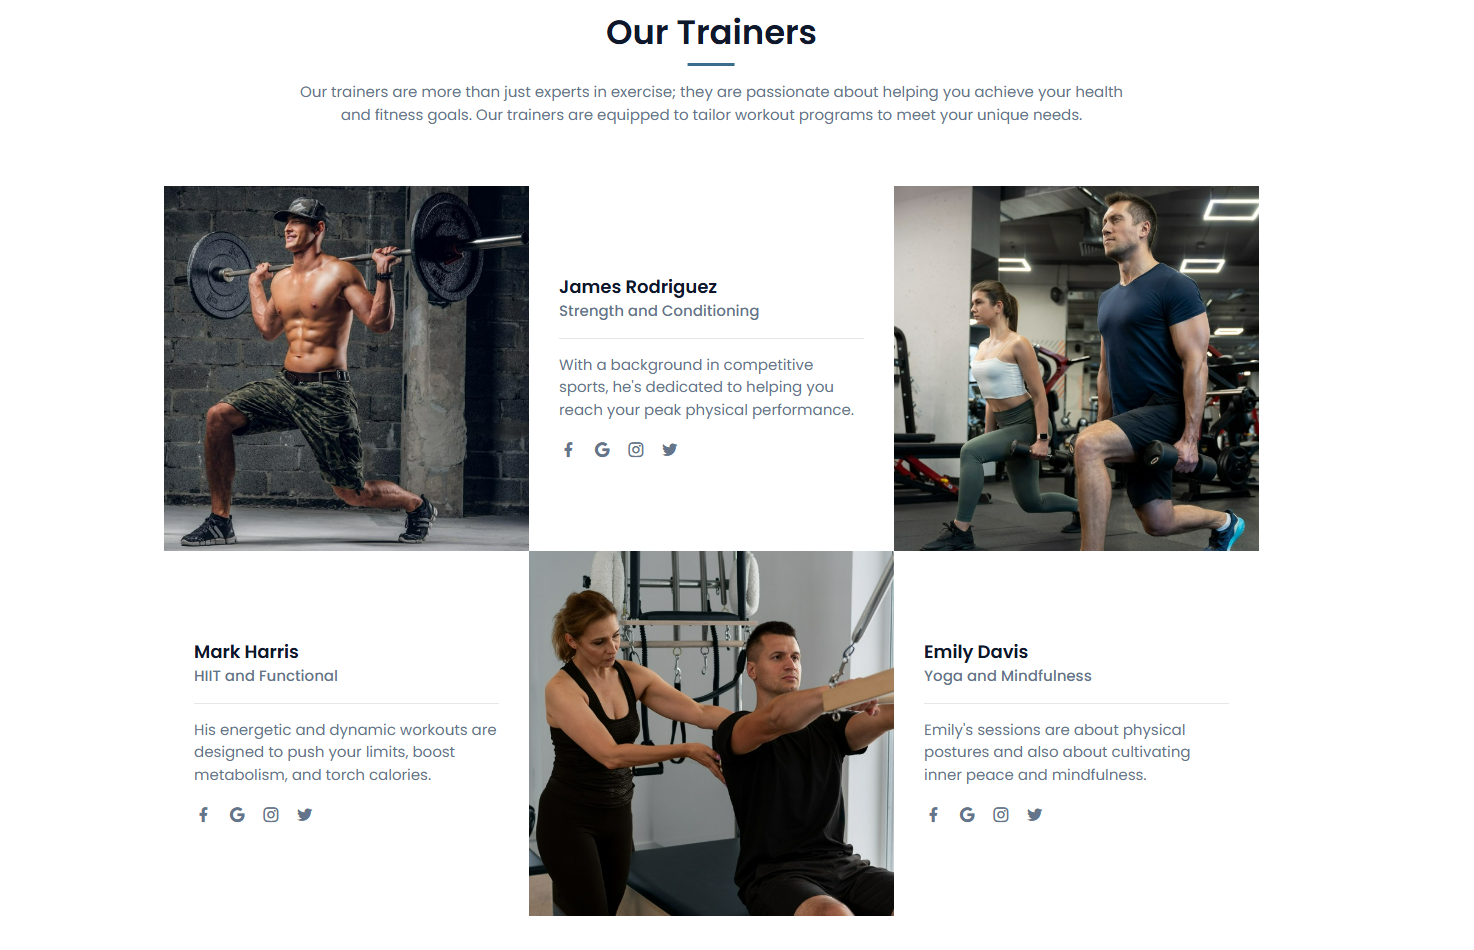 Our Trainers
Our trainers are more than just experts in exercise; they are passionate about helping you achieve your health
and fitness goals. Our trainers are equipped to tailor workout programs to meet your unique needs.
James Rodriguez
Strength and Conditioning
With a background in competitive
sports, he's dedicated to helping you
reach your peak physical performance.
Mark Harris
HIIT and Functional
His energetic and dynamic workouts are
designed to push your limits, boost
metabolism, and torch calories.
Emily Davis
Yoga and Mindfulness
Emily's sessions are about physical
postures and also about cultivating
inner peace and mindfulness.